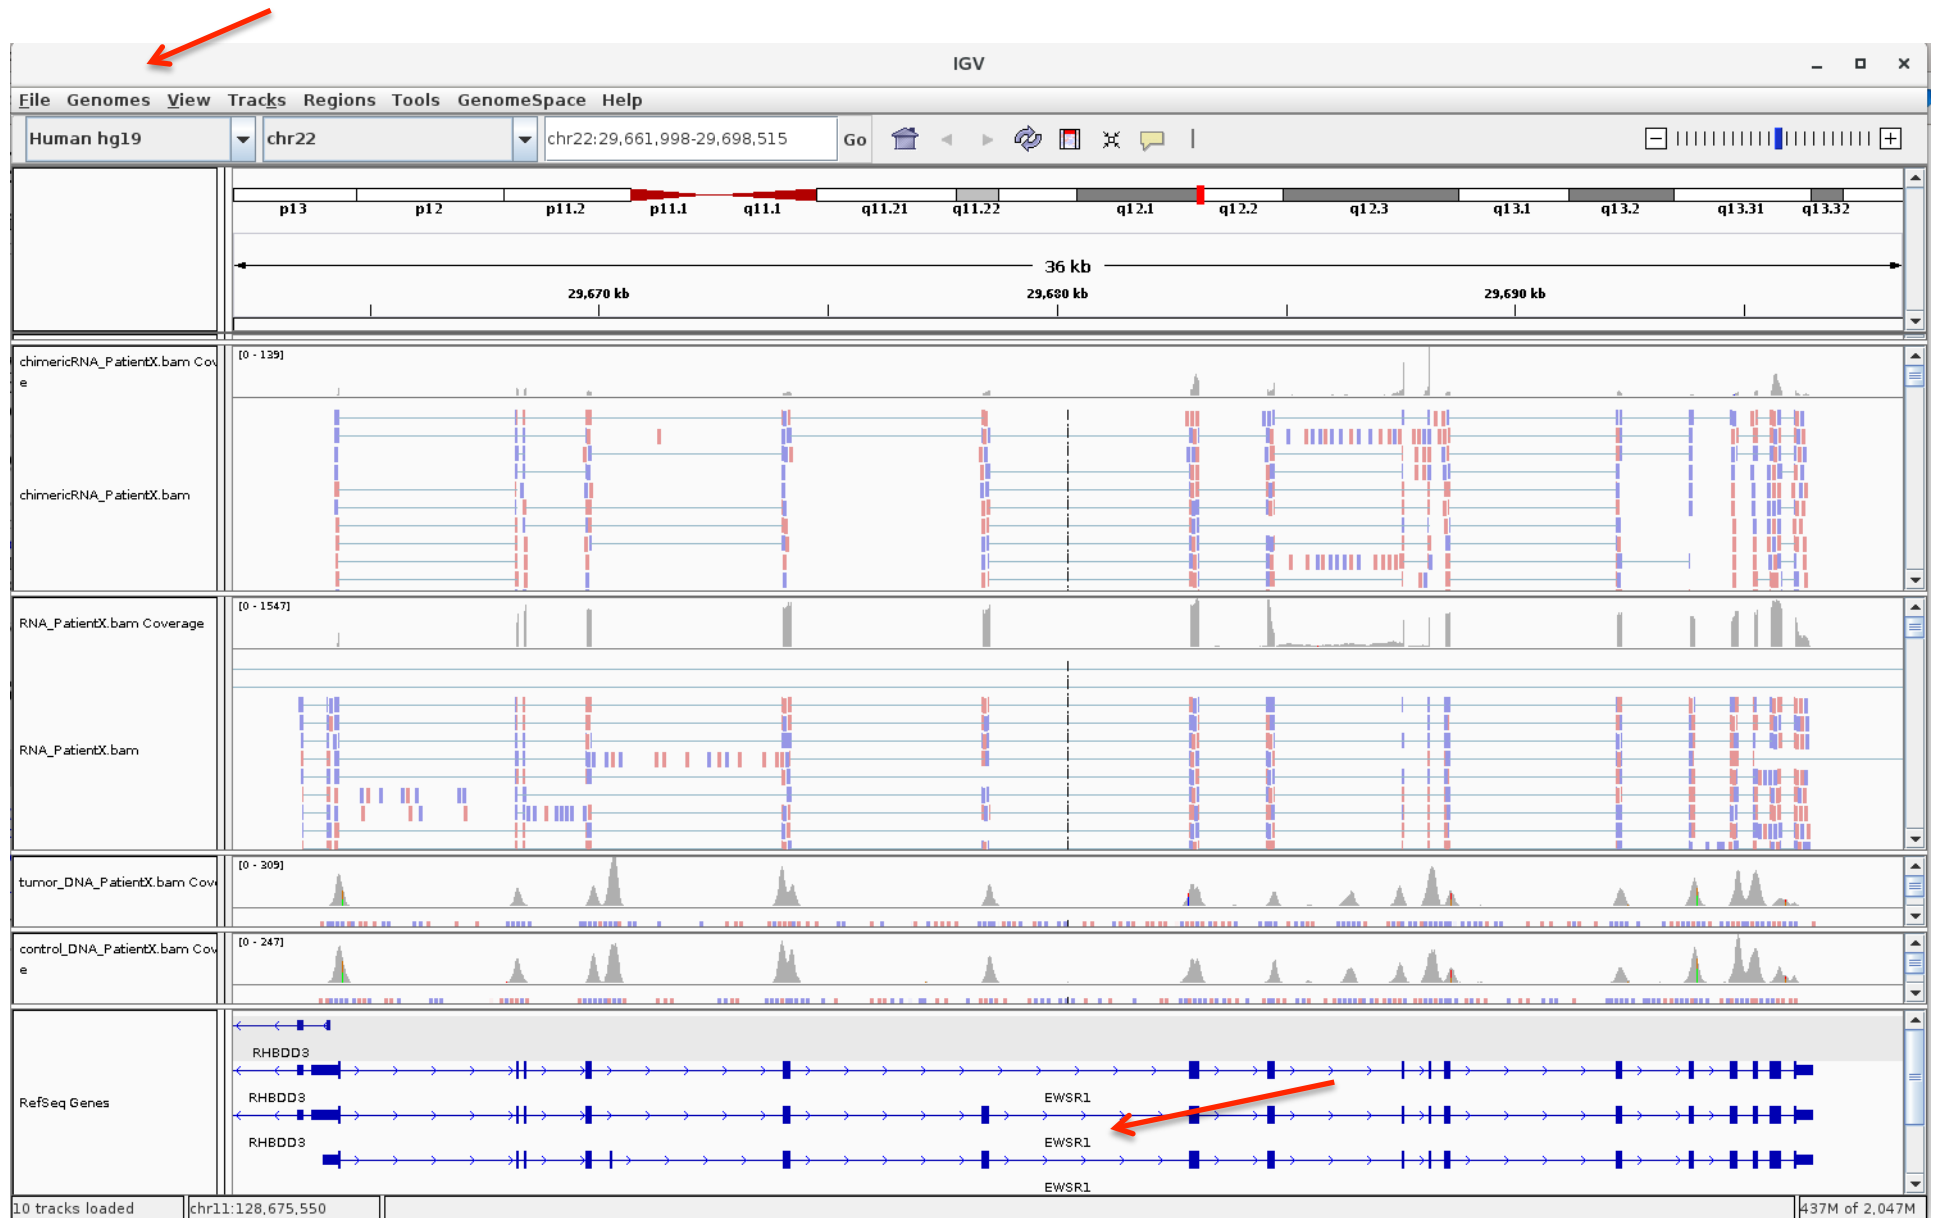 IGV
File Genomes View Tracks Regions Tools GenomeSpace Help
Human hg19 chr22 chr22:29,661,998-29,698,515 Go
p13 p12 p11.2 p11.1 q11.1 q11.21 q11.22 q12.1 q12.2 q12.3 q13.1 q13.2 q13.31 q13.32
36 kb
29,670 kb 29,680 kb 29,690 kb
chimericRNA_PatientX.bam Cov
e
[0 - 139]
chimericRNA_PatientX.bam
[0 - 1547]
RNA_PatientX.bam Coverage
RNA_PatientX.bam
[0 - 309]
tumor_DNA_PatientX.bam Cov
[0 - 247]
control_DNA_PatientX.bam Cov
e
RHBDD3
RHBDD3 EWSR1
RefSeq Genes
RHBDD3 EWSR1
EWSR1
10 tracks loaded chr11:128,675,550 437M of 2,047M